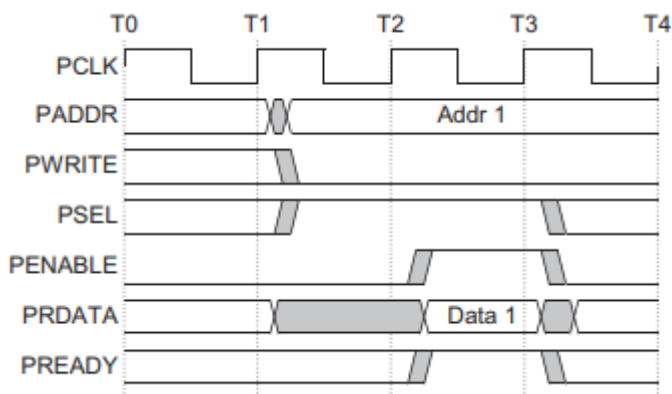 T0 T1 T2 T3 T4
PCLK
PADDR Addr 1
PWRITE
PSEL
PENABLE
PRDATA Data 1
PREADY